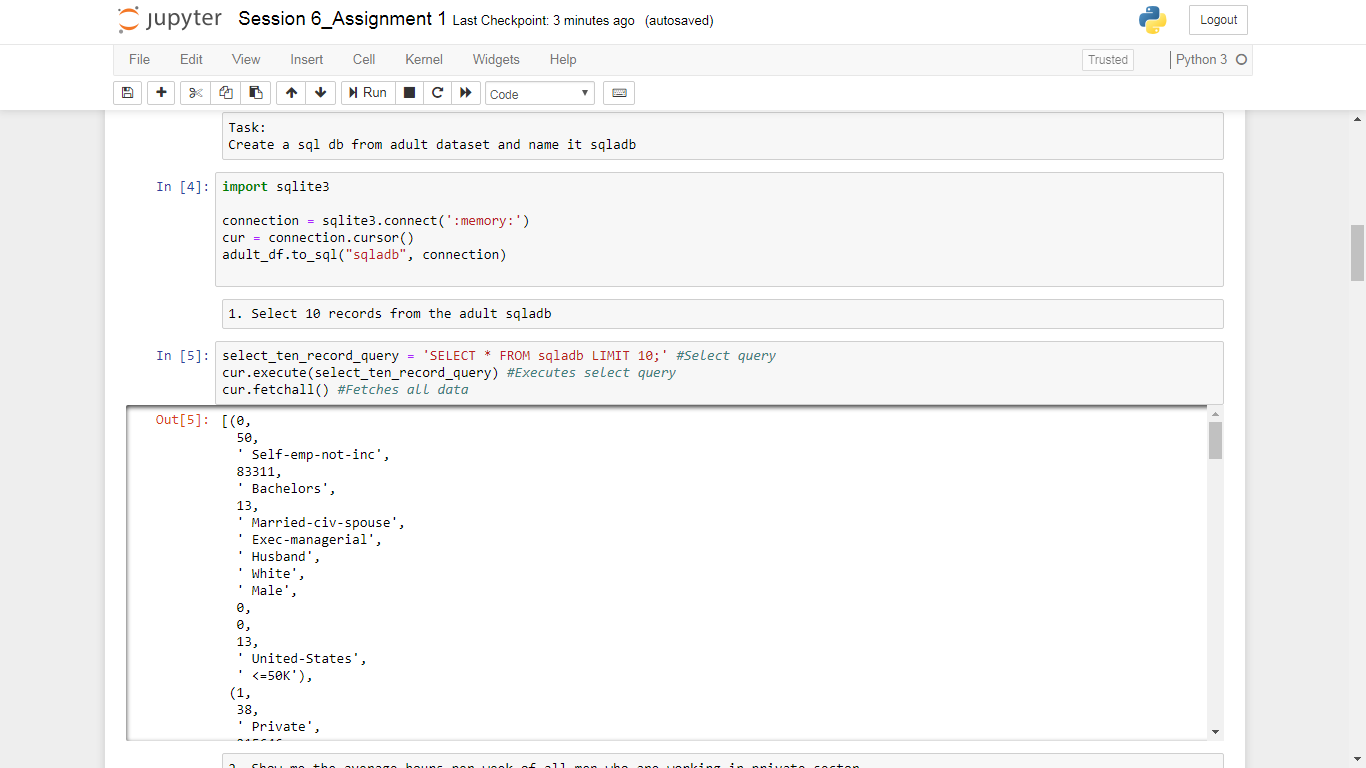 jupyter Session 6_Assignment 1 Last Checkpoint: 3 minutes ago (autosaved)
Logout
File Edit View Insert Cell Kernel Widgets Help
Trusted
Python 3
Run
Code
Task:
Create a sql db from adult dataset and name it sqladb
In [4]:
import sqlite3
connection = sqlite3.connect(':memory:')
cur = connection.cursor()
adult_df.to_sql("sqladb", connection)
1. Select 10 records from the adult sqladb
In [5]:
select_ten_record_query = 'SELECT * FROM sqladb LIMIT 10;' #Select query
cur.execute(select_ten_record_query) #Executes select query
cur.fetchall() #Fetches all data
Out[5]:
[(0,
50,
' Self-emp-not-inc',
83311,
' Bachelors',
13,
' Married-civ-spouse',
' Exec-managerial',
' Husband',
' White',
' Male',
0,
0,
13,
' United-States',
' <=50K'),
(1,
38,
' Private',
2. Show me the average hours per week of all men who are working in private sector